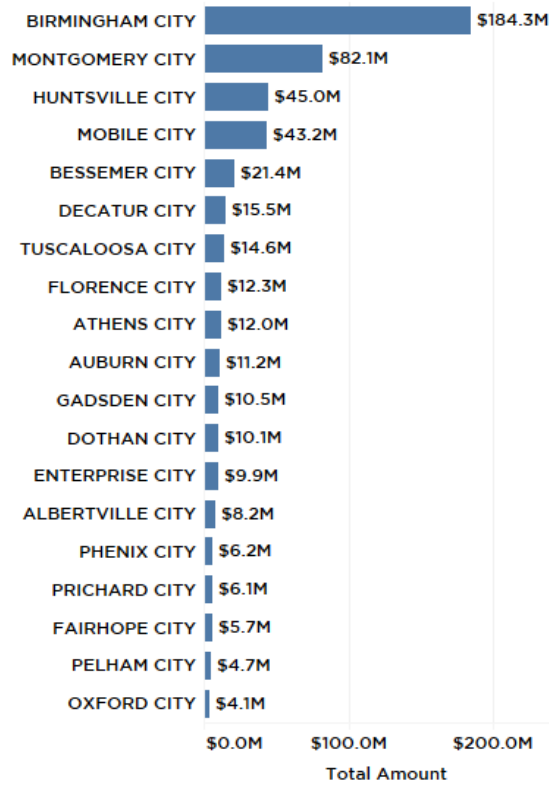 BIRMINGHAM CITY $184.3M
MONTGOMERY CITY $82.1M
HUNTSVILLE CITY $45.0M
MOBILE CITY $43.2M
BESSEMER CITY $21.4M
DECATUR CITY $15.5M
TUSCALOOSA CITY $14.6M
FLORENCE CITY $12.3M
ATHENS CITY $12.0M
AUBURN CITY $11.2M
GADSDEN CITY $10.5M
DOTHAN CITY $10.1M
ENTERPRISE CITY $9.9M
ALBERTVILLE CITY $8.2M
PHENIX CITY $6.2M
PRICHARD CITY $6.1M
FAIRHOPE CITY $5.7M
PELHAM CITY $4.7M
OXFORD CITY $4.1M
$0.0M $100.0M $200.0M
Total Amount